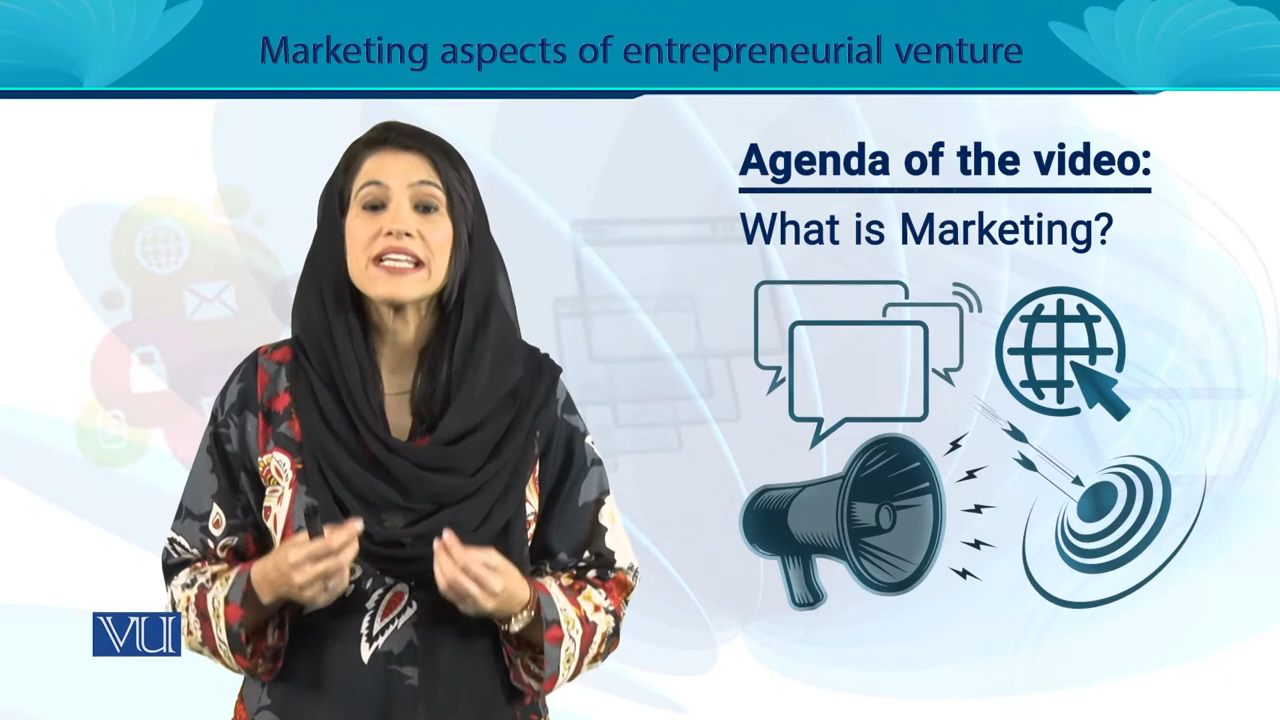 Marketing aspects of entrepreneurial venture
Agenda of the video:
What is Marketing?
VU